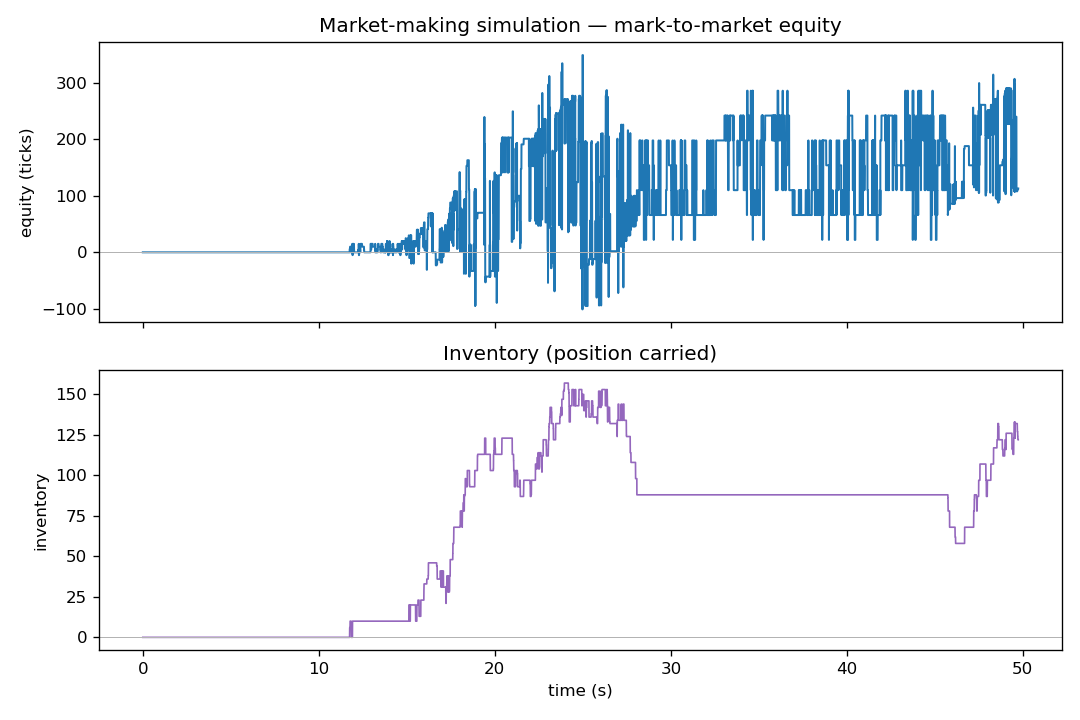 Market-making simulation — mark-to-market equity
equity (ticks)
300
200
100
0
−100
Inventory (position carried)
inventory
150
125
100
75
50
25
0
0 10 20 30 40 50
time (s)